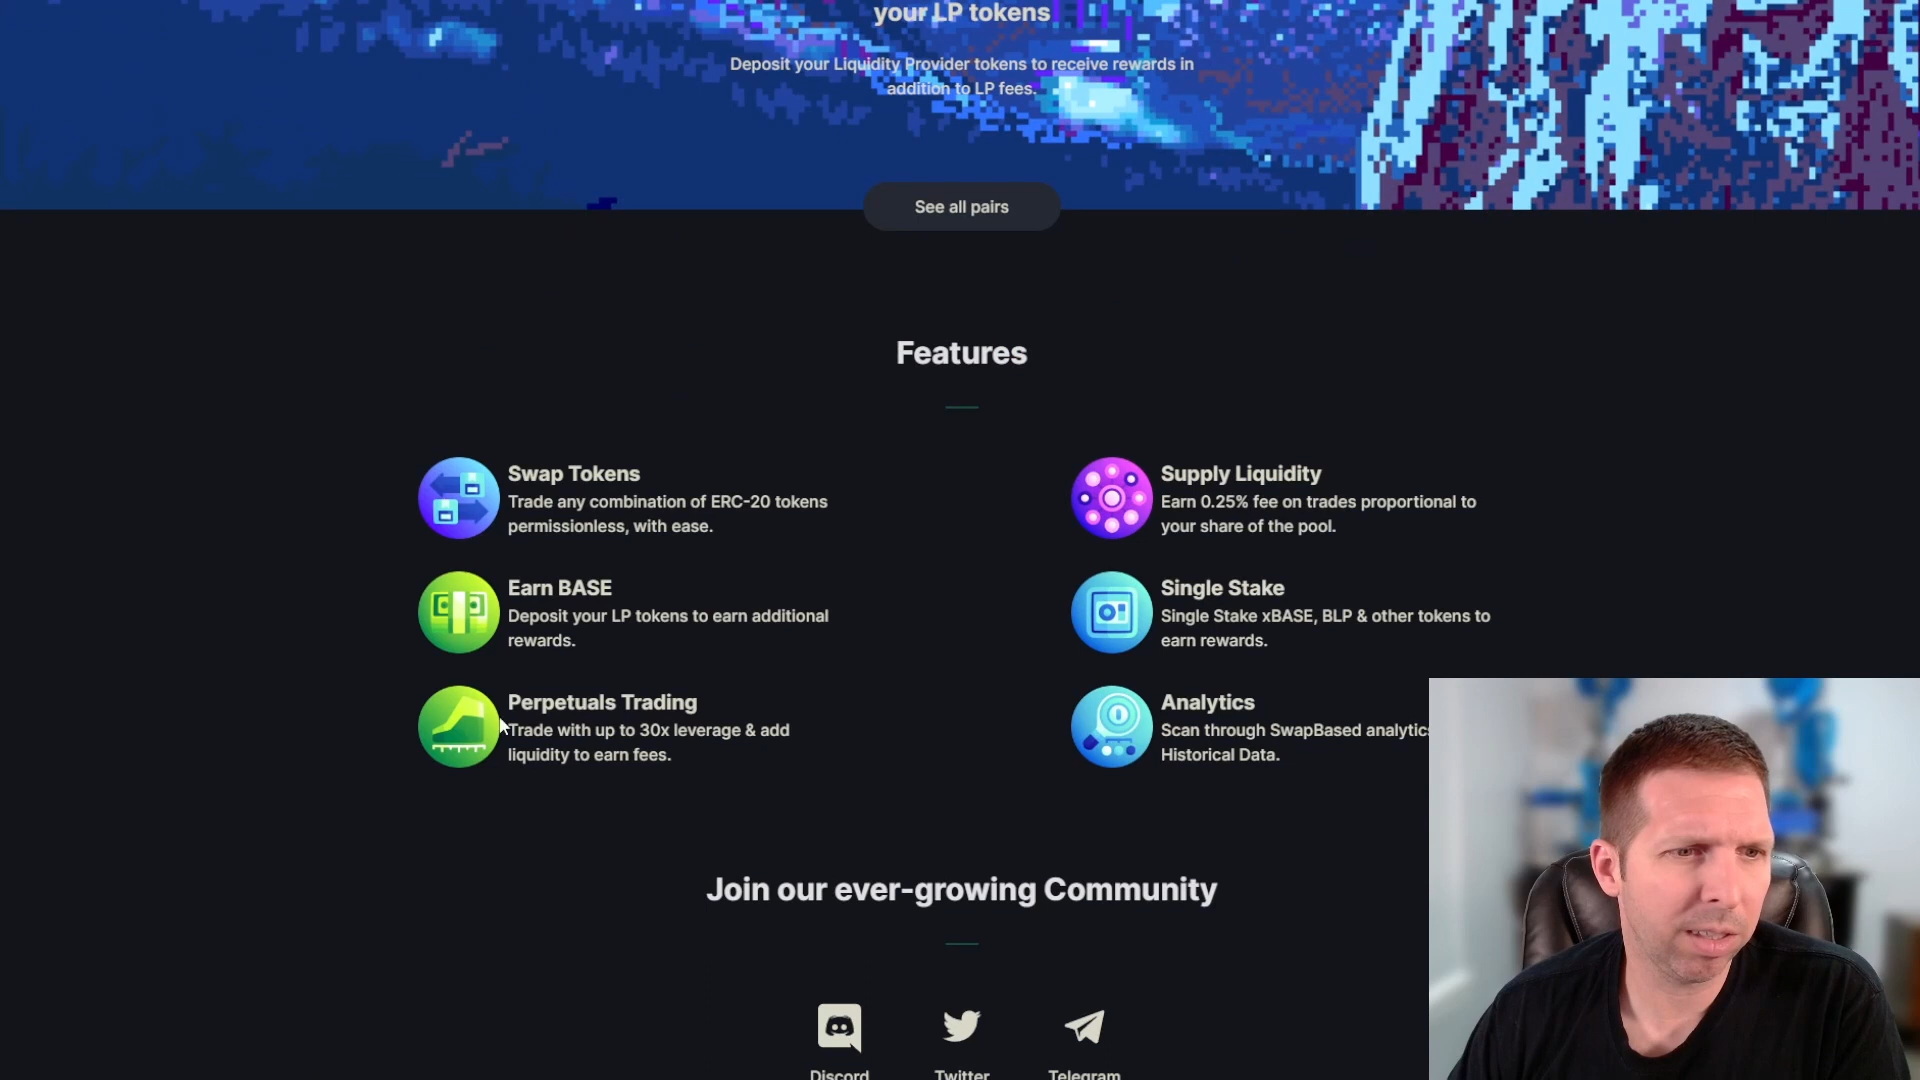 your LP tokens
Deposit your Liquidity Provider tokens to receive rewards in
addition to LP fees.
See all pairs
Features
Swap Tokens
Trade any combination of ERC-20 tokens
permissionless, with ease.
Supply Liquidity
Earn 0.25% fee on trades proportional to
your share of the pool.
Earn BASE
Deposit your LP tokens to earn additional
rewards.
Single Stake
Single Stake xBASE, BLP & other tokens to
earn rewards.
Perpetuals Trading
Trade with up to 30x leverage & add
liquidity to earn fees.
Analytics
Scan through SwapBased analytics
Historical Data.
Join our ever-growing Community
Discord
Twitter
Telegram